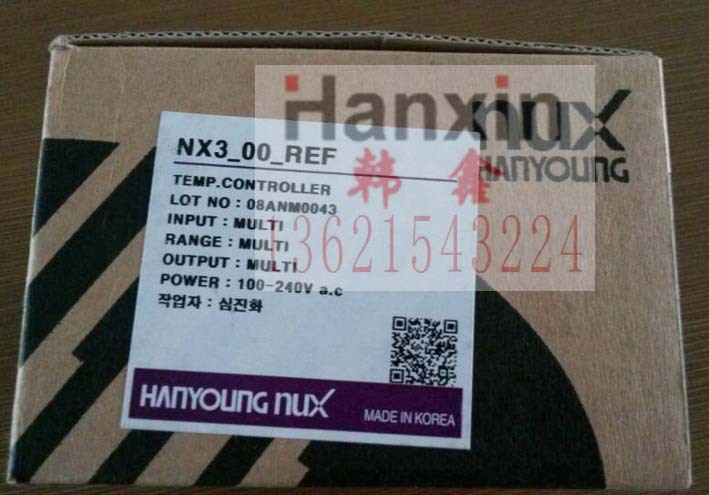 Hanxin
韩鑫
13621543224
nux
HANYOUNG
NX3_00_REF
TEMP.CONTROLLER
LOT NO : 08ANM0043
INPUT : MULTI
RANGE : MULTI
OUTPUT : MULTI
POWER : 100-240V a.c
작업자 : 심진화
HANYOUNG nux
MADE IN KOREA